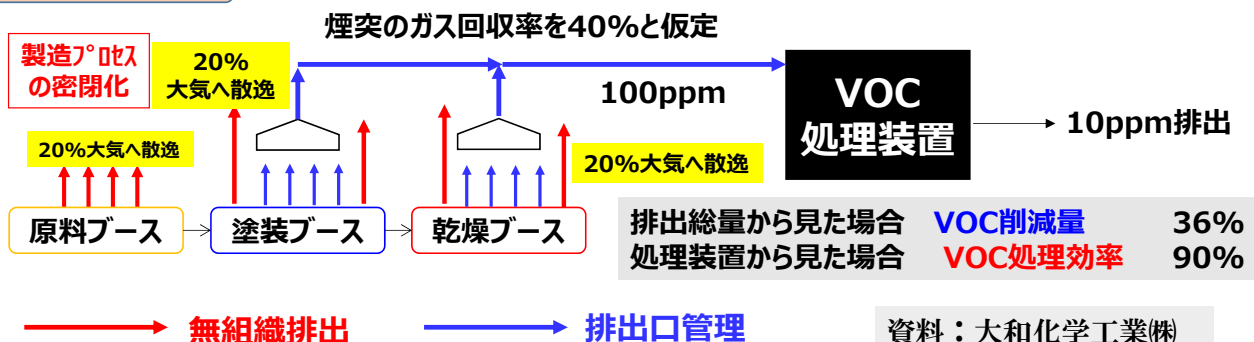 煙突のガス回収率を40%と仮定
製造ﾌﾟﾛｾｽ
の密閉化
20%
大気へ散逸
100ppm
VOC
処理装置
10ppm排出
20%大気へ散逸
20%大気へ散逸
原料ブース
塗装ブース
乾燥ブース
排出総量から見た場合 VOC削減量 36%
処理装置から見た場合 VOC処理効率 90%
無組織排出
排出口管理
資料：大和化学工業㈱